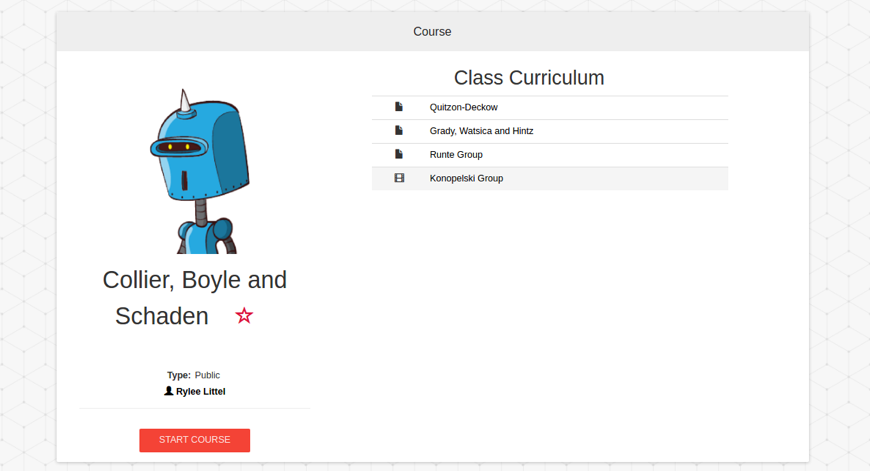 Course
Collier, Boyle and
Schaden
Type: Public
Rylee Littel
START COURSE
Class Curriculum
Quitzon-Deckow
Grady, Watsica and Hintz
Runte Group
Konopelski Group